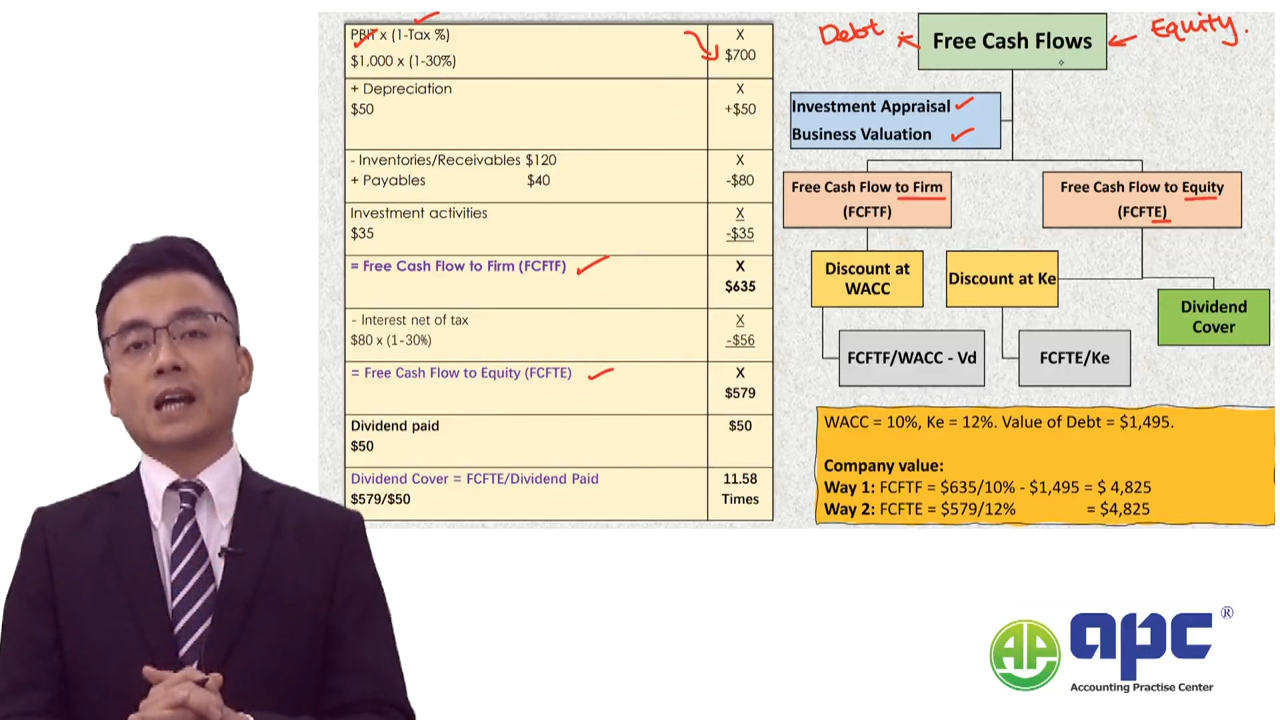 PBIT x (1-Tax %)
$1,000 x (1-30%)
X
$700
+ Depreciation
$50
X
+$50
- Inventories/Receivables $120
+ Payables $40
X
-$80
Investment activities
$35
X
-$35
= Free Cash Flow to Firm (FCFTF)
X
$635
- Interest net of tax
$80 x (1-30%)
X
-$56
= Free Cash Flow to Equity (FCFTE)
X
$579
Dividend paid
$50
$50
Dividend Cover = FCFTE/Dividend Paid
$579/$50
11.58
Times
Debt
Free Cash Flows
Equity.
Investment Appraisal
Business Valuation
Free Cash Flow to Firm
(FCFTF)
Free Cash Flow to Equity
(FCFTE)
Discount at
WACC
Discount at Ke
Dividend
Cover
FCFTF/WACC - Vd
FCFTE/Ke
WACC = 10%, Ke = 12%. Value of Debt = $1,495.
Company value:
Way 1: FCFTF = $635/10% - $1,495 = $ 4,825
Way 2: FCFTE = $579/12% = $4,825
AP
apc®
Accounting Practise Center